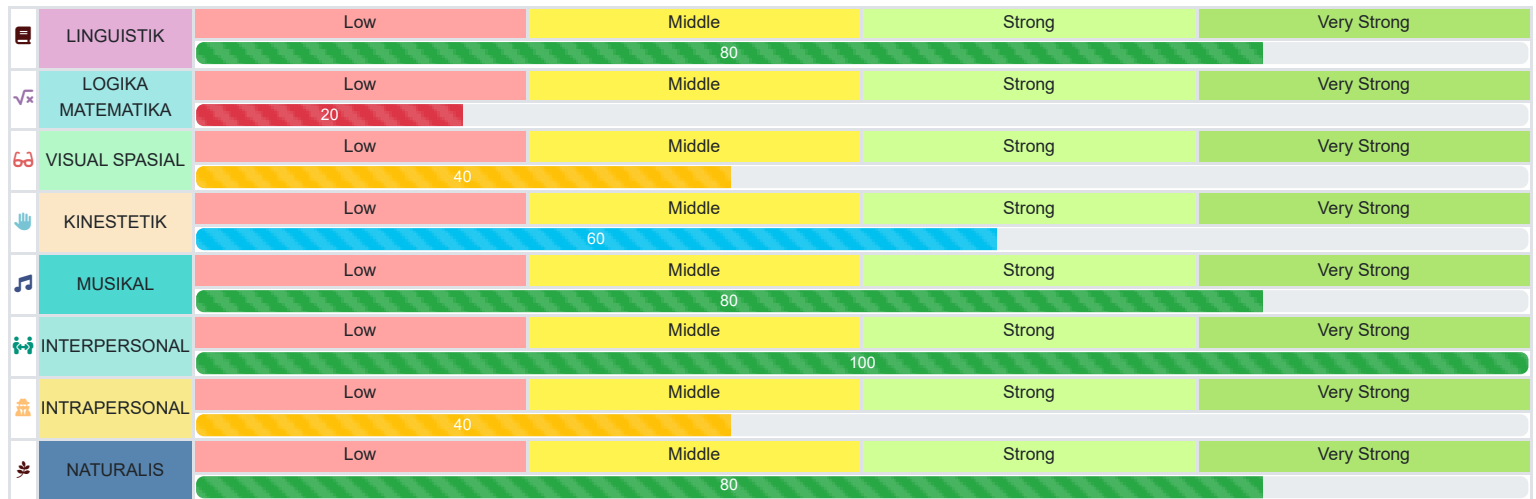 Low Middle Strong Very Strong
LINGUISTIK
80
LOGIKA
MATEMATIKA
Low Middle Strong Very Strong
20
Low Middle Strong Very Strong
VISUAL SPASIAL
40
Low Middle Strong Very Strong
KINESTETIK
60
Low Middle Strong Very Strong
MUSIKAL
80
Low Middle Strong Very Strong
INTERPERSONAL
100
Low Middle Strong Very Strong
INTRAPERSONAL
40
Low Middle Strong Very Strong
NATURALIS
80